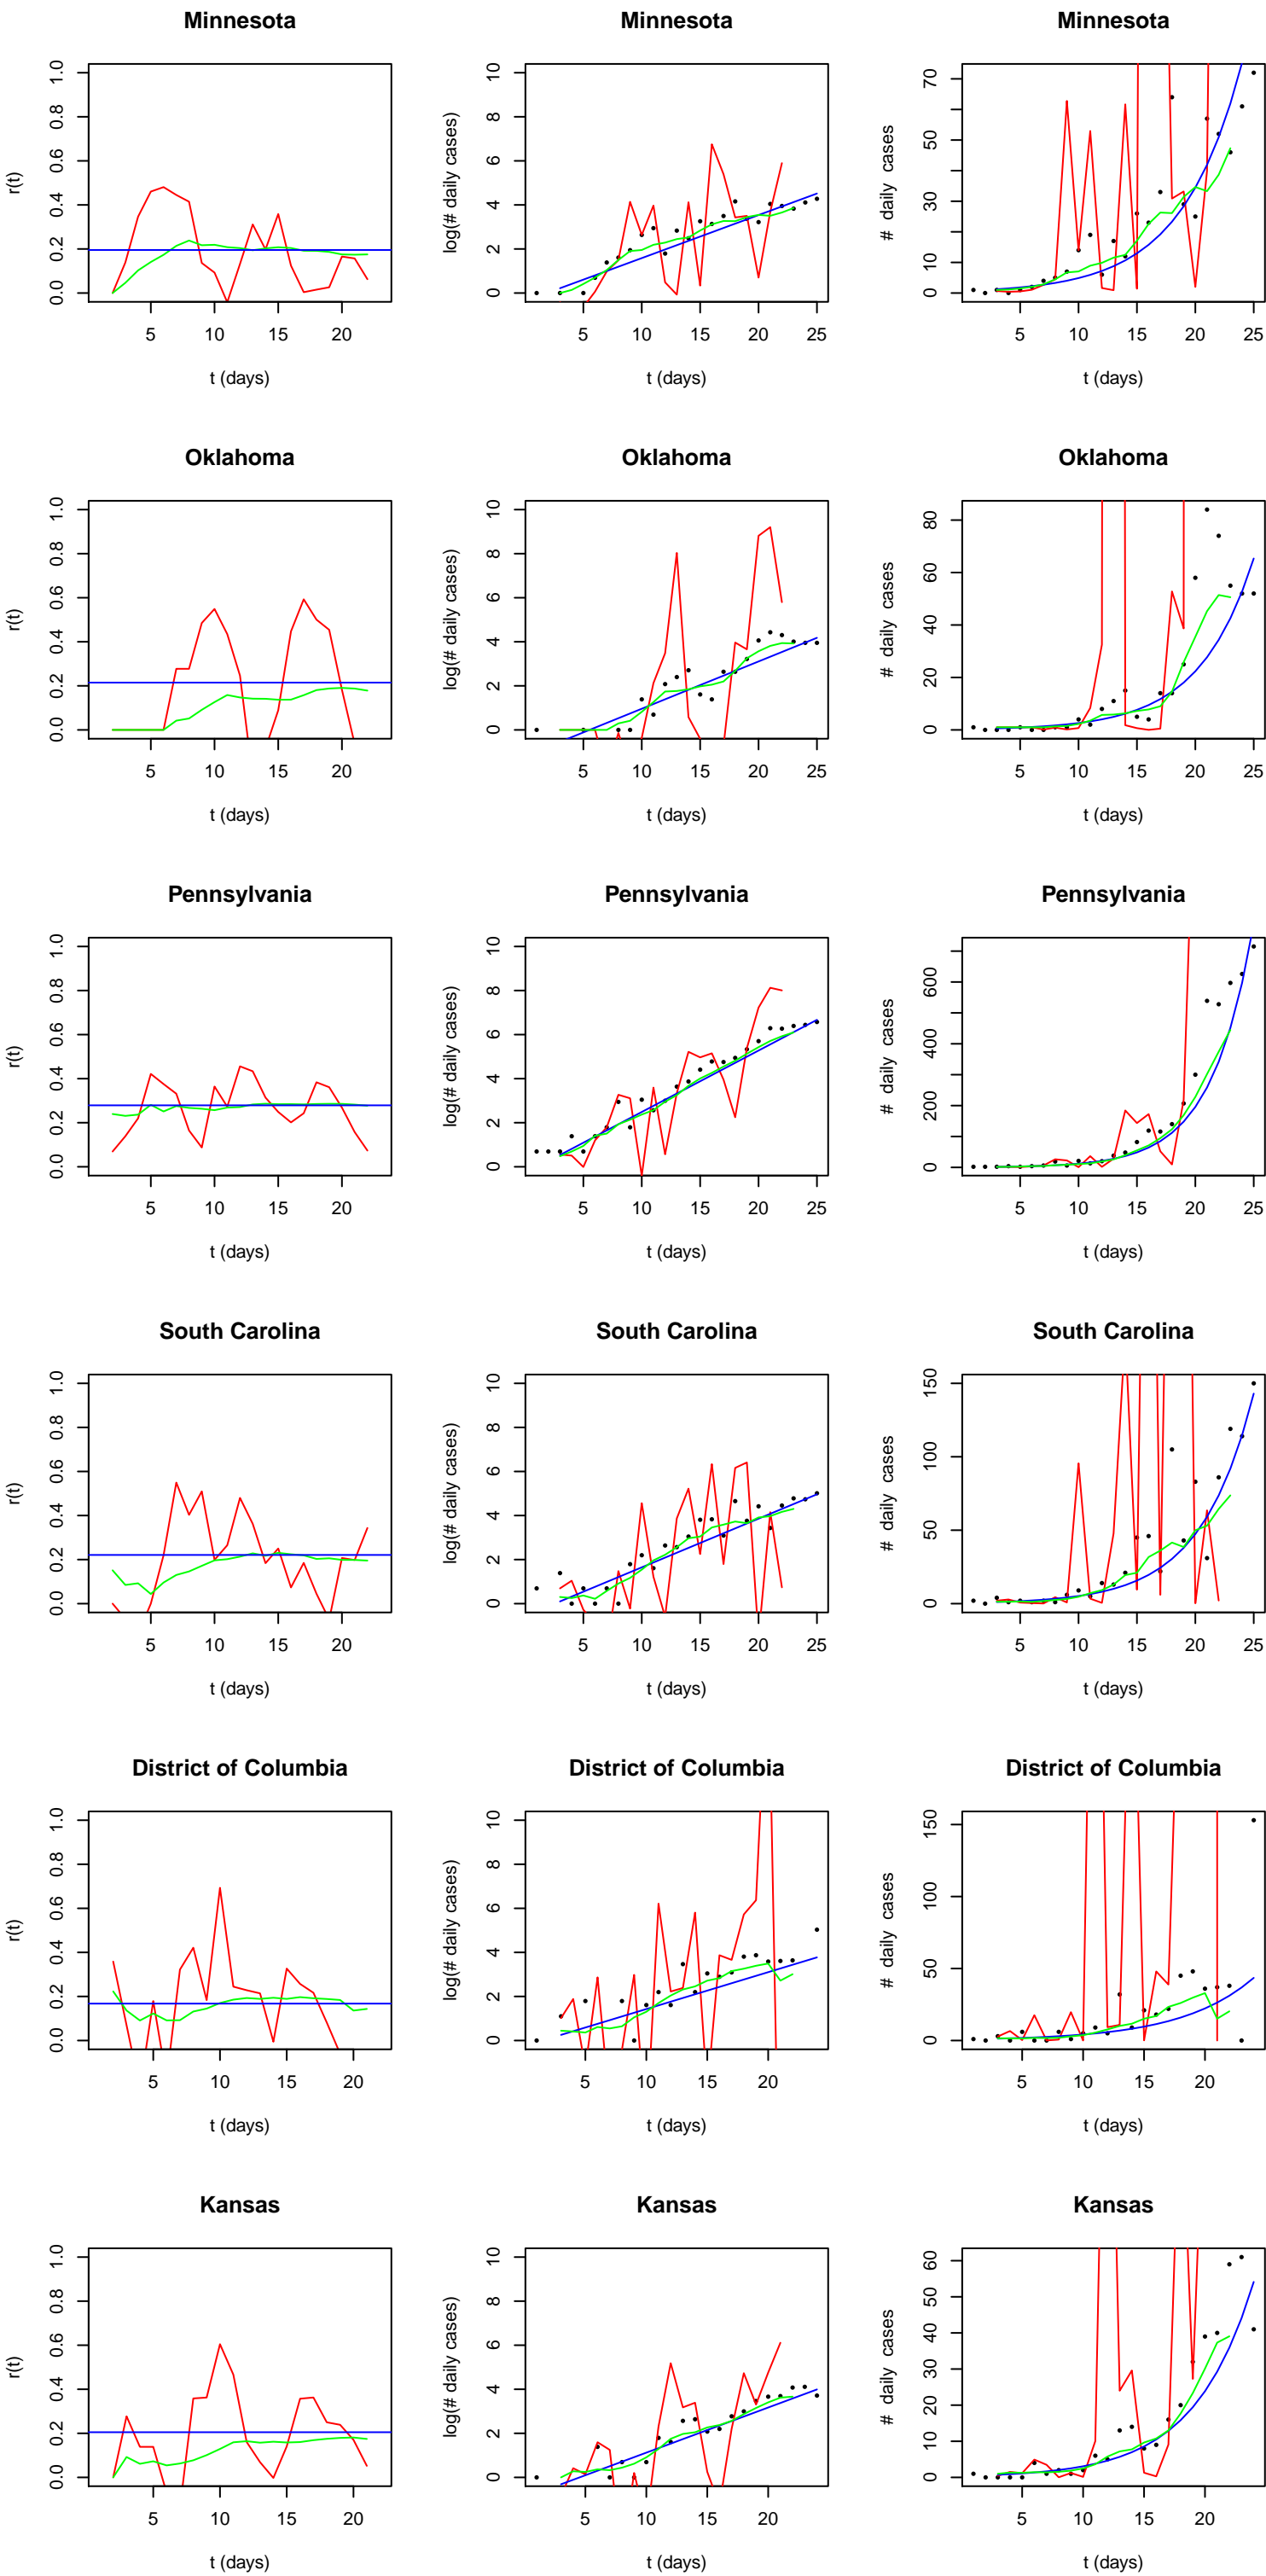 Minnesota Minnesota Minnesota
r(t) 0.0 0.2 0.4 0.6 0.8 1.0
log(# daily cases) 0 2 4 6 8 10
# daily cases 0 10 30 50 70
5 10 15 20
5 10 15 20 25
5 10 15 20 25
t (days) t (days) t (days)
Oklahoma Oklahoma Oklahoma
r(t) 0.0 0.2 0.4 0.6 0.8 1.0
log(# daily cases) 0 2 4 6 8 10
# daily cases 0 20 40 60 80
5 10 15 20
5 10 15 20 25
5 10 15 20 25
t (days) t (days) t (days)
Pennsylvania Pennsylvania Pennsylvania
r(t) 0.0 0.2 0.4 0.6 0.8 1.0
log(# daily cases) 0 2 4 6 8 10
# daily cases 0 200 400 600
5 10 15 20
5 10 15 20 25
5 10 15 20 25
t (days) t (days) t (days)
South Carolina South Carolina South Carolina
r(t) 0.0 0.2 0.4 0.6 0.8 1.0
log(# daily cases) 0 2 4 6 8 10
# daily cases 0 50 100 150
5 10 15 20
5 10 15 20 25
5 10 15 20 25
t (days) t (days) t (days)
District of Columbia District of Columbia District of Columbia
r(t) 0.0 0.2 0.4 0.6 0.8 1.0
log(# daily cases) 0 2 4 6 8 10
# daily cases 0 50 100 150
5 10 15 20
5 10 15 20
5 10 15 20
t (days) t (days) t (days)
Kansas Kansas Kansas
r(t) 0.0 0.2 0.4 0.6 0.8 1.0
log(# daily cases) 0 2 4 6 8 10
# daily cases 0 10 20 30 40 50 60
5 10 15 20
5 10 15 20
5 10 15 20
t (days) t (days) t (days)